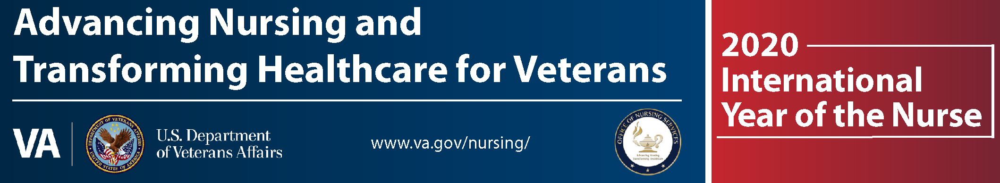 Advancing Nursing and
Transforming Healthcare for Veterans
VA
DEPARTMENT OF VETERANS AFFAIRS
UNITED STATES OF AMERICA
U.S. Department
of Veterans Affairs
www.va.gov/nursing/
OFFICE OF NURSING SERVICES
Advancing Nursing
Transforming Healthcare
2020
International
Year of the Nurse